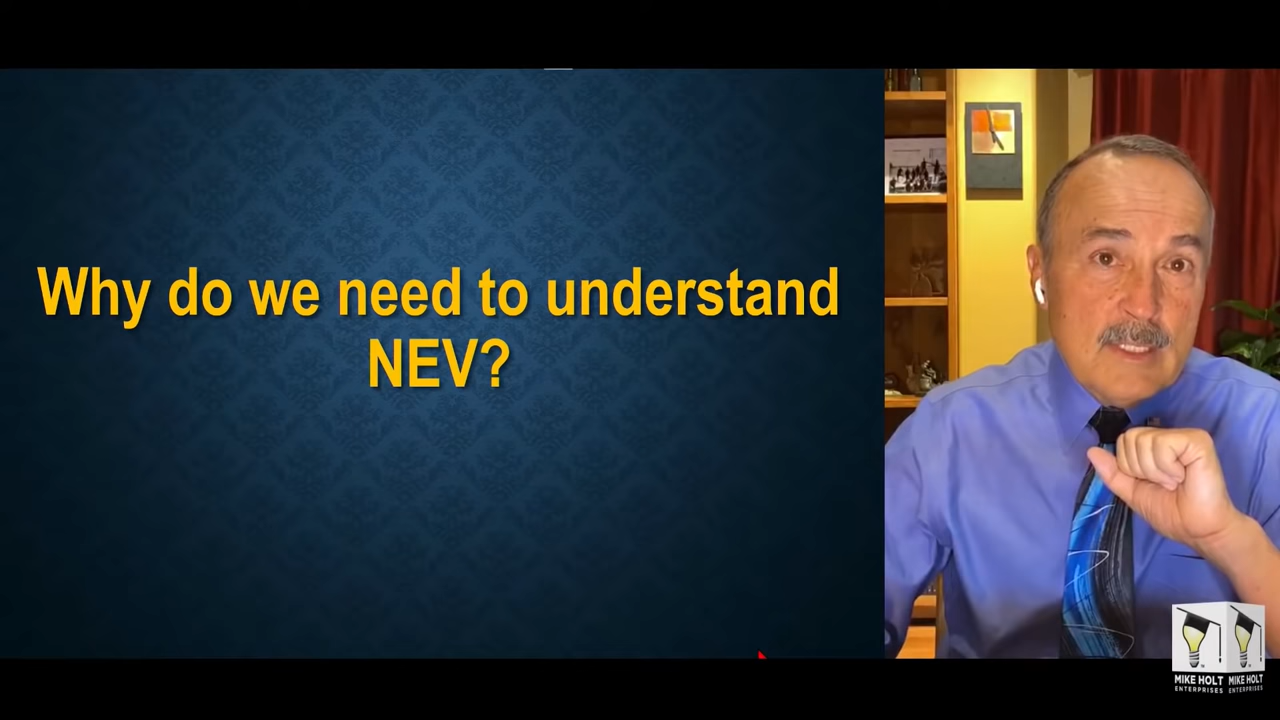 Why do we need to understand
NEV?
MIKE HOLT
ENTERPRISES
MIKE HOLT
ENTERPRISES